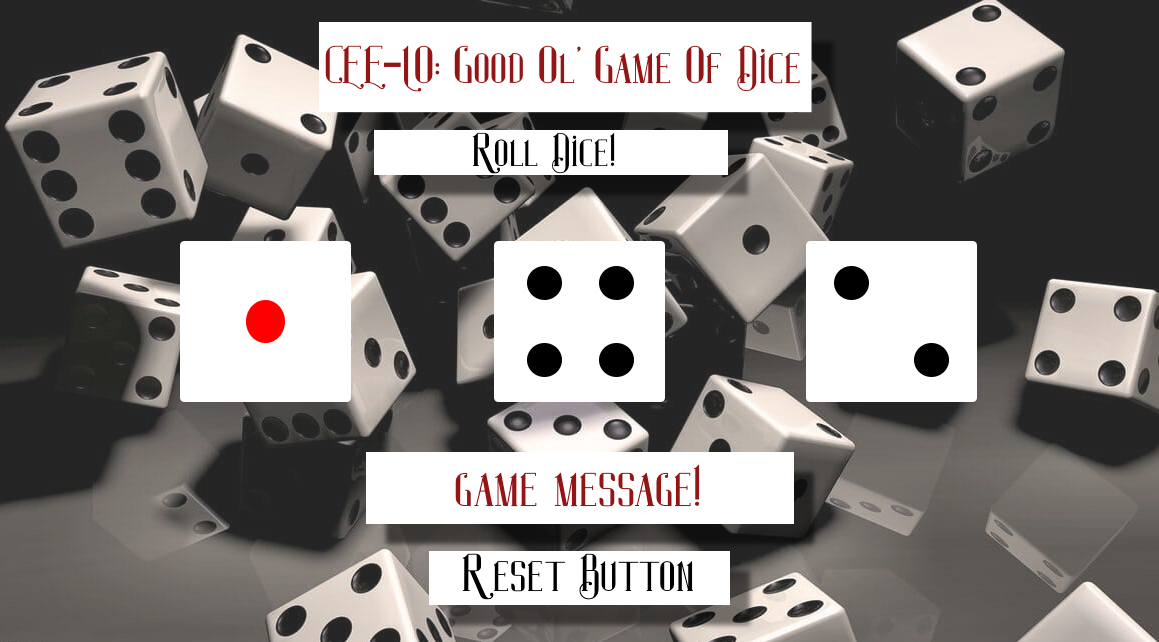 CEE-LO: Good Ol' Game Of Dice
Roll Dice!
GAME MESSAGE!
Reset Button